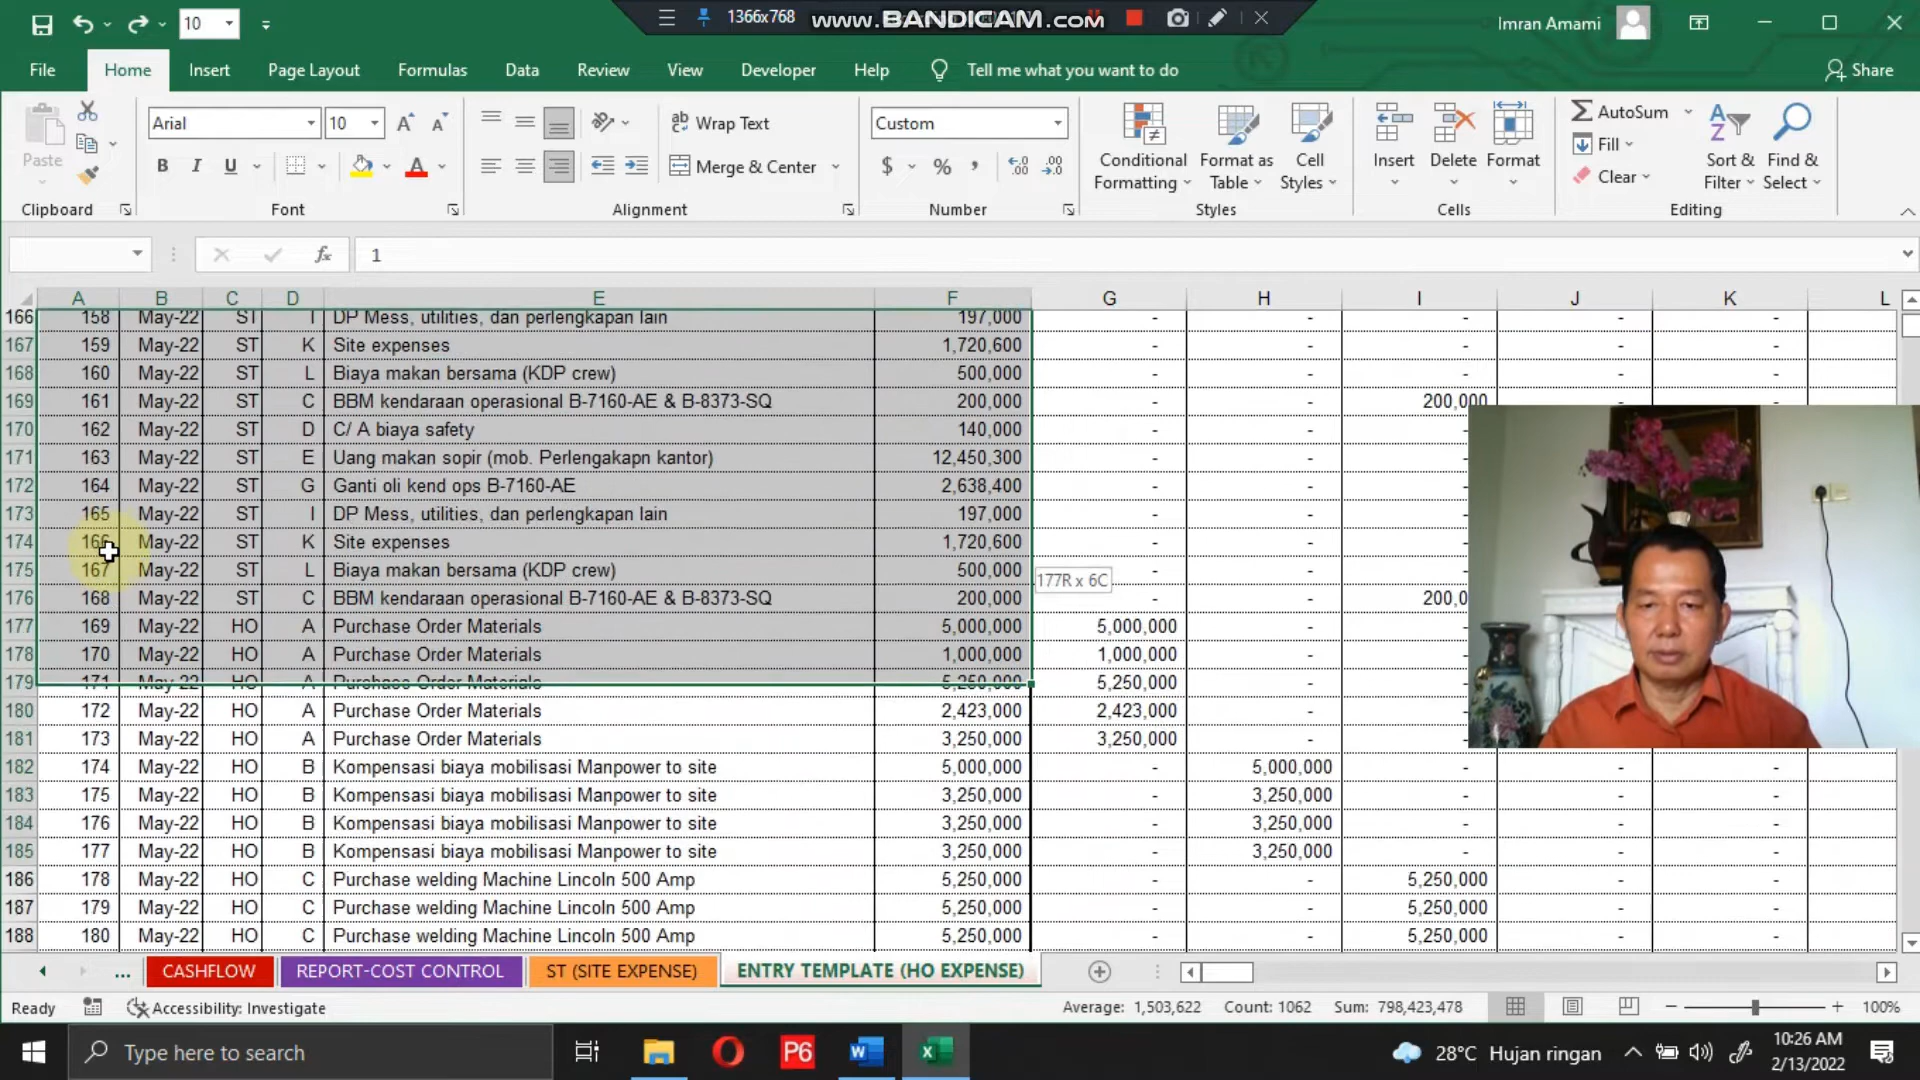 10 1366x768 www.BANDICAM.com Imran Amami
File Home Insert Page Layout Formulas Data Review View Developer Help Tell me what you want to do Share
Arial 10 Wrap Text Custom AutoSum
Paste B I U A Merge & Center $ % , Conditional Formatting Format as Table Cell Styles Insert Delete Format Fill Sort & Filter Find & Select
Clear
Clipboard Font Alignment Number Styles Cells Editing
fx 1
A B C D E F G H I J K L
166 158 May-22 ST I DP Mess, utilities, dan perlengkapan lain 197,000 - - - - -
167 159 May-22 ST K Site expenses 1,720,600 - - - - -
168 160 May-22 ST L Biaya makan bersama (KDP crew) 500,000 - - - - -
169 161 May-22 ST C BBM kendaraan operasional B-7160-AE & B-8373-SQ 200,000 - - 200,000 - -
170 162 May-22 ST D C/ A biaya safety 140,000 - - -
171 163 May-22 ST E Uang makan sopir (mob. Perlengakapn kantor) 12,450,300 - - -
172 164 May-22 ST G Ganti oli kend ops B-7160-AE 2,638,400 - - -
173 165 May-22 ST I DP Mess, utilities, dan perlengkapan lain 197,000 - - -
174 166 May-22 ST K Site expenses 1,720,600 - - -
175 167 May-22 ST L Biaya makan bersama (KDP crew) 500,000 - - -
177R x 6C
176 168 May-22 ST C BBM kendaraan operasional B-7160-AE & B-8373-SQ 200,000 - - 200,0
177 169 May-22 HO A Purchase Order Materials 5,000,000 5,000,000 - -
178 170 May-22 HO A Purchase Order Materials 1,000,000 1,000,000 - -
179 171 May-22 HO A Purchase Order Materials 5,250,000 5,250,000 - -
180 172 May-22 HO A Purchase Order Materials 2,423,000 2,423,000 - -
181 173 May-22 HO A Purchase Order Materials 3,250,000 3,250,000 - -
182 174 May-22 HO B Kompensasi biaya mobilisasi Manpower to site 5,000,000 - 5,000,000 - - -
183 175 May-22 HO B Kompensasi biaya mobilisasi Manpower to site 3,250,000 - 3,250,000 - - -
184 176 May-22 HO B Kompensasi biaya mobilisasi Manpower to site 3,250,000 - 3,250,000 - - -
185 177 May-22 HO B Kompensasi biaya mobilisasi Manpower to site 3,250,000 - 3,250,000 - - -
186 178 May-22 HO C Purchase welding Machine Lincoln 500 Amp 5,250,000 - - 5,250,000 - -
187 179 May-22 HO C Purchase welding Machine Lincoln 500 Amp 5,250,000 - - 5,250,000 - -
188 180 May-22 HO C Purchase welding Machine Lincoln 500 Amp 5,250,000 - - 5,250,000 - -
... CASHFLOW REPORT-COST CONTROL ST (SITE EXPENSE) ENTRY TEMPLATE (HO EXPENSE)
Ready Accessibility: Investigate Average: 1,503,622 Count: 1062 Sum: 798,423,478 100%
Type here to search P6 28°C Hujan ringan 10:26 AM
2/13/2022